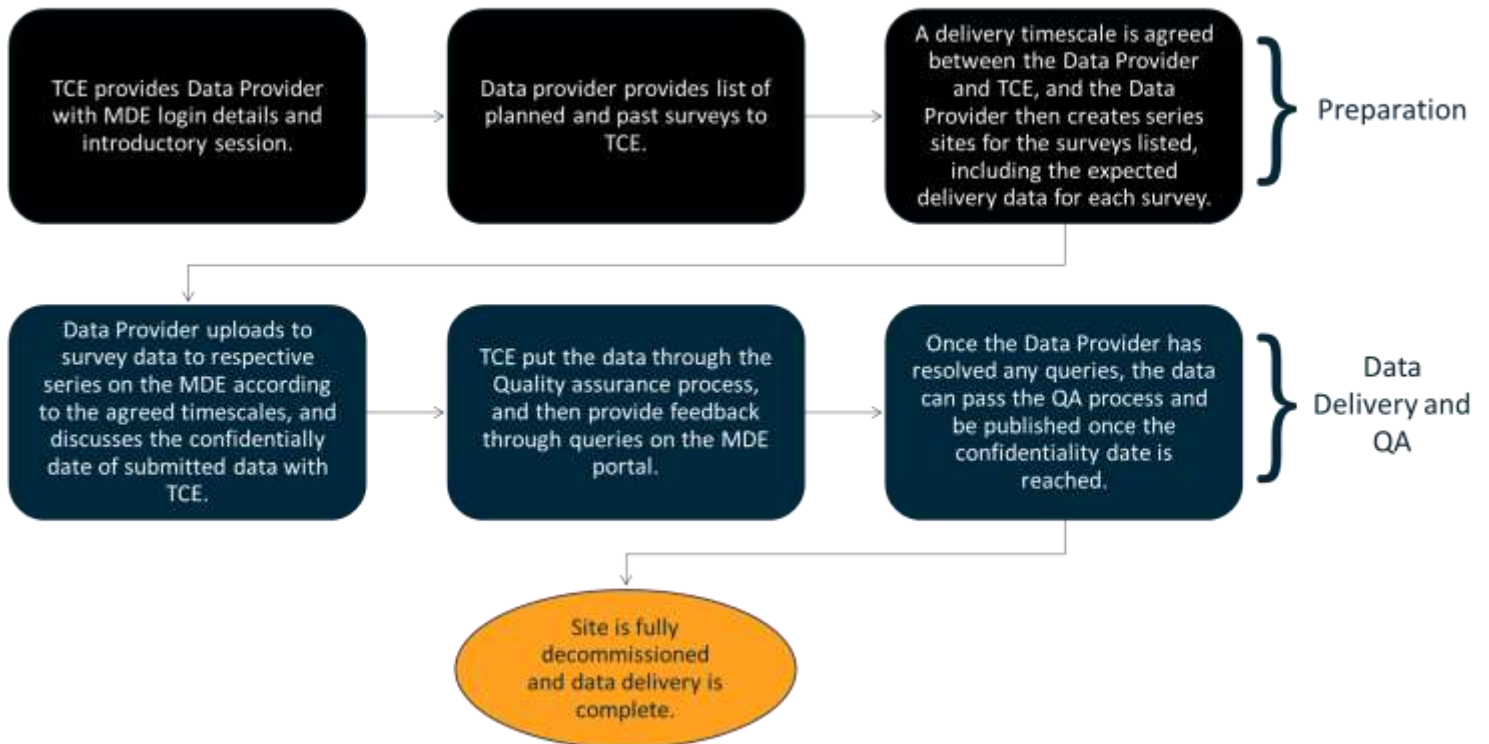 TCE provides Data Provider
with MDE login details and
introductory session.
Data provider provides list of
planned and past surveys to
TCE.
A delivery timescale is agreed
between the Data Provider
and TCE, and the Data
Provider then creates series
sites for the surveys listed,
including the expected
delivery data for each survey.
Preparation
Data Provider uploads to
survey data to respective
series on the MDE according
to the agreed timescales, and
discusses the confidentially
date of submitted data with
TCE.
TCE put the data through the
Quality assurance process,
and then provide feedback
through queries on the MDE
portal.
Once the Data Provider has
resolved any queries, the data
can pass the QA process and
be published once the
confidentiality date is
reached.
Data
Delivery and
QA
Site is fully
decommissioned
and data delivery is
complete.